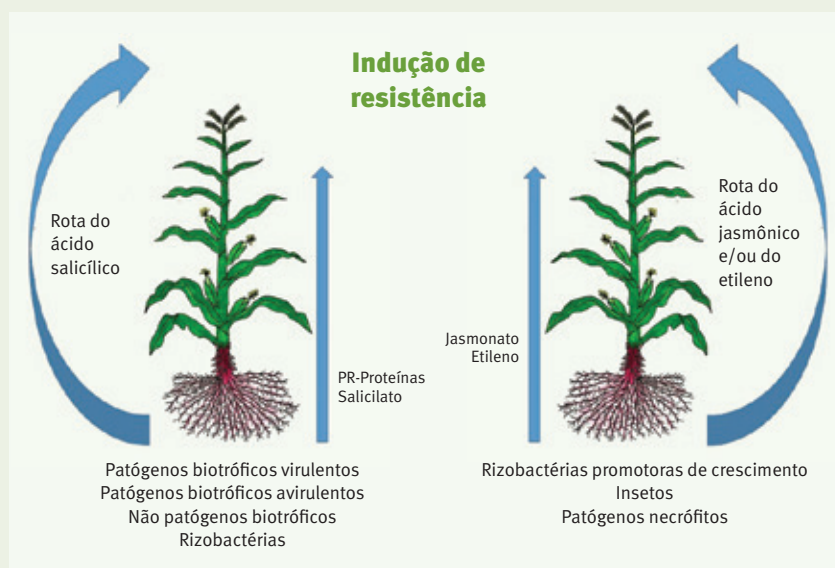 Indução de
resistência
Rota do
ácido
salicílico
PR-Proteínas
Salicilato
Patógenos biotróficos virulentos
Patógenos biotróficos avirulentos
Não patógenos biotróficos
Rizobactérias
Jasmonato
Etileno
Rota do
ácido
jasmônico
e/ou do
etileno
Rizobactérias promotoras de crescimento
Insetos
Patógenos necrófitos